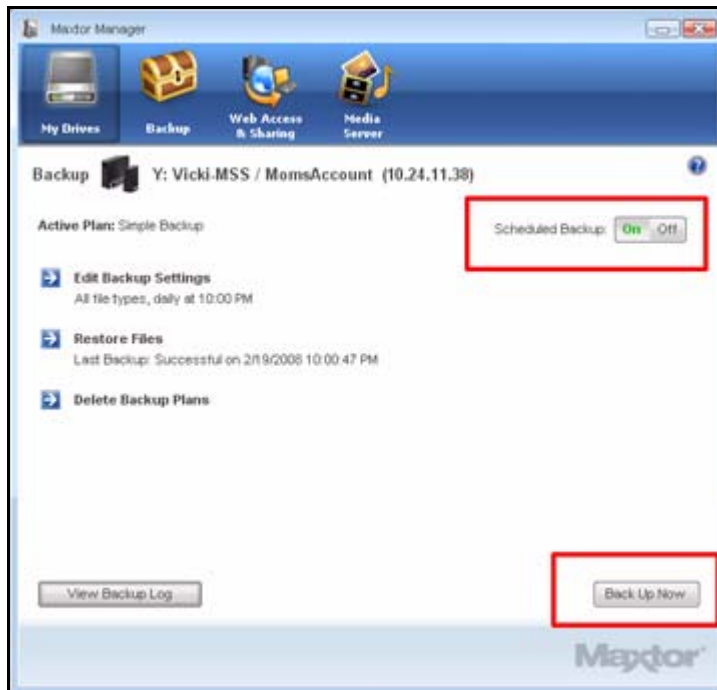 Maxtor Manager
My Drives
Backup
Web Access
& Sharing
Media
Server
Backup Y: Vicki-MSS / MomsAccount (10.24.11.38)
?
Active Plan: Simple Backup
Scheduled Backup: On Off
Edit Backup Settings
All file types, daily at 10:00 PM
Restore Files
Last Backup: Successful on 2/19/2008 10:00:47 PM
Delete Backup Plans
View Backup Log
Back Up Now
Maxtor